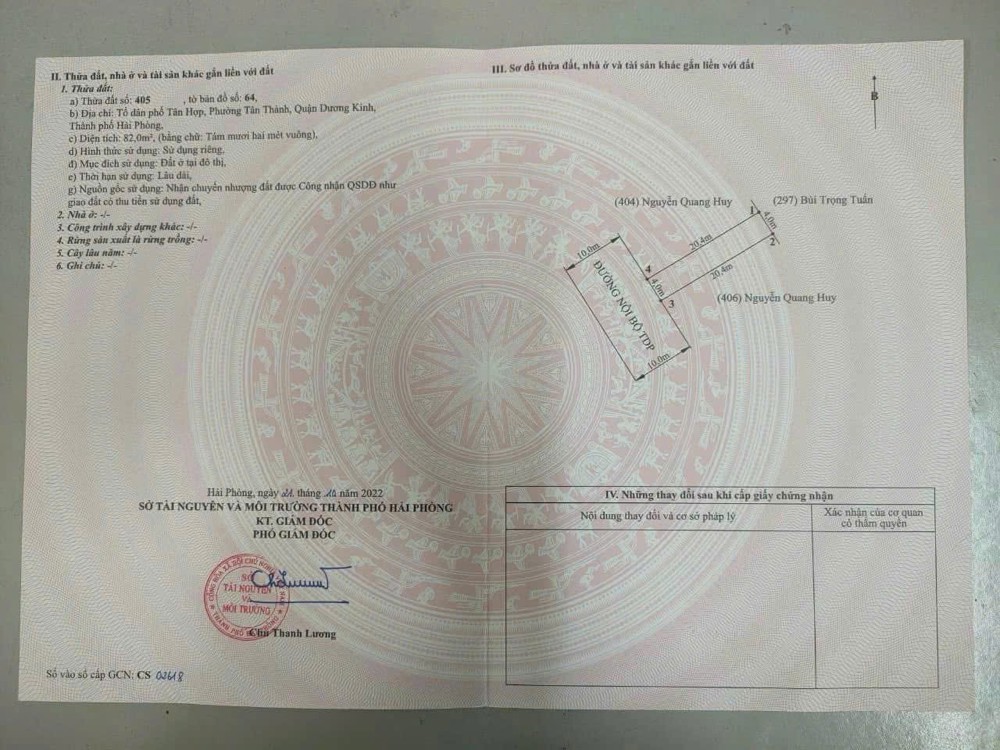 II. Thửa đất, nhà ở và tài sản khác gắn liền với đất
1. Thửa đất:
a) Thửa đất số: 405 , tờ bản đồ số: 64,
b) Địa chỉ: Tổ dân phố Tân Hợp, Phường Tân Thành, Quận Dương Kinh,
Thành phố Hải Phòng,
c) Diện tích: 82,0m², (bằng chữ: Tám mươi hai mét vuông),
d) Hình thức sử dụng: Sử dụng riêng,
đ) Mục đích sử dụng: Đất ở tại đô thị,
e) Thời hạn sử dụng: Lâu dài,
g) Nguồn gốc sử dụng: Nhận chuyển nhượng đất được Công nhận QSDĐ như
giao đất có thu tiền sử dụng đất,
2. Nhà ở: -/-
3. Công trình xây dựng khác: -/-
4. Rừng sản xuất là rừng trồng: -/-
5. Cây lâu năm: -/-
6. Ghi chú: -/-
Hải Phòng, ngày tháng năm 2022
SỞ TÀI NGUYÊN VÀ MÔI TRƯỜNG THÀNH PHỐ HẢI PHÒNG
KT. GIÁM ĐỐC
PHÓ GIÁM ĐỐC
SỞ
TÀI NGUYÊN
VÀ
MÔI TRƯỜNG
Chu Thanh Lương
Số vào sổ cấp GCN: CS 03618
III. Sơ đồ thửa đất, nhà ở và tài sản khác gắn liền với đất
B
(404) Nguyễn Quang Huy
(297) Bùi Trọng Tuấn
1
4,0m
2
20,4m
20,4m
10,0m
4
4,0m
3
ĐƯỜNG NỘI BỘ TDP
(406) Nguyễn Quang Huy
10,0m
IV. Những thay đổi sau khi cấp giấy chứng nhận
Nội dung thay đổi và cơ sở pháp lý
Xác nhận của cơ quan
có thẩm quyền